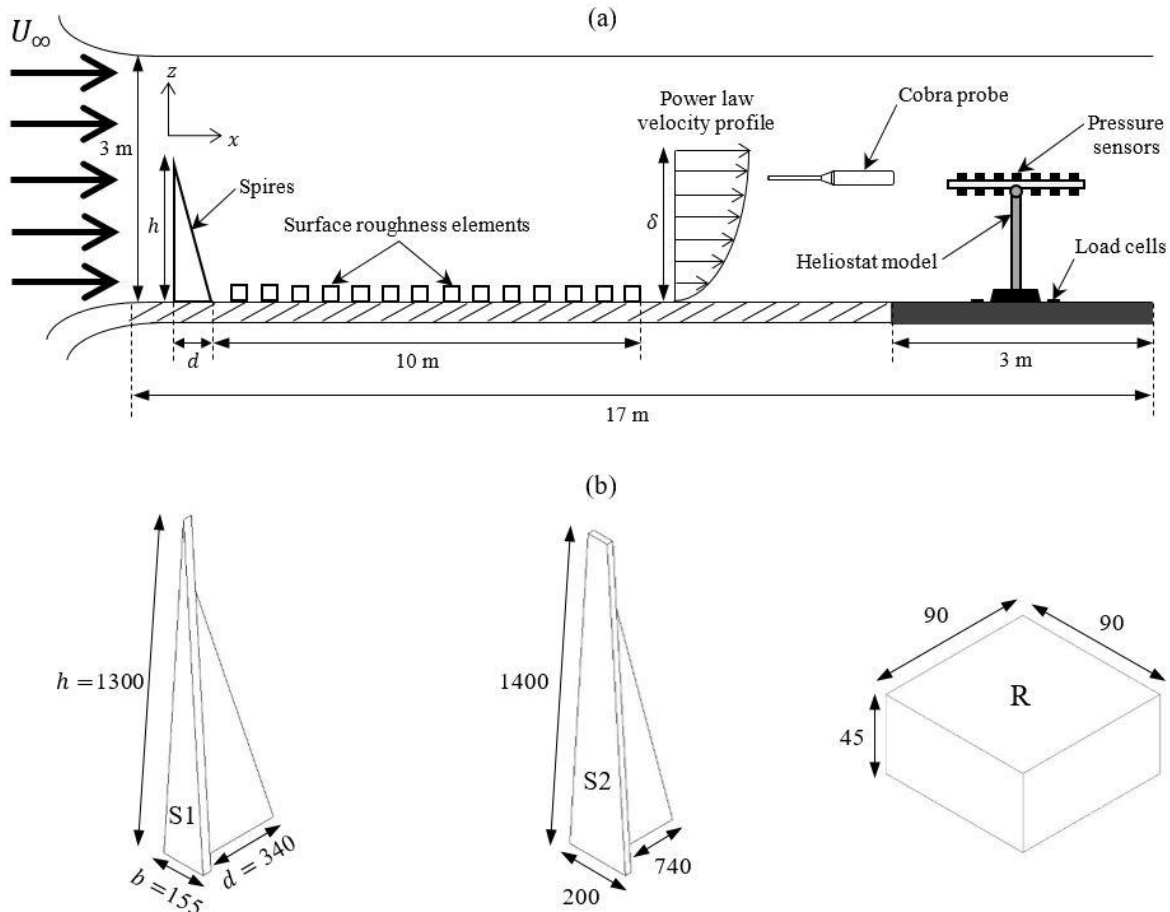 (a)
U∞
z
x
3 m
h
Spires
Surface roughness elements
Power law
velocity profile
δ
Cobra probe
Pressure
sensors
Heliostat model
Load cells
d
10 m
3 m
17 m
(b)
h = 1300
S1
b = 155
d = 340
1400
S2
200
740
90
90
R
45